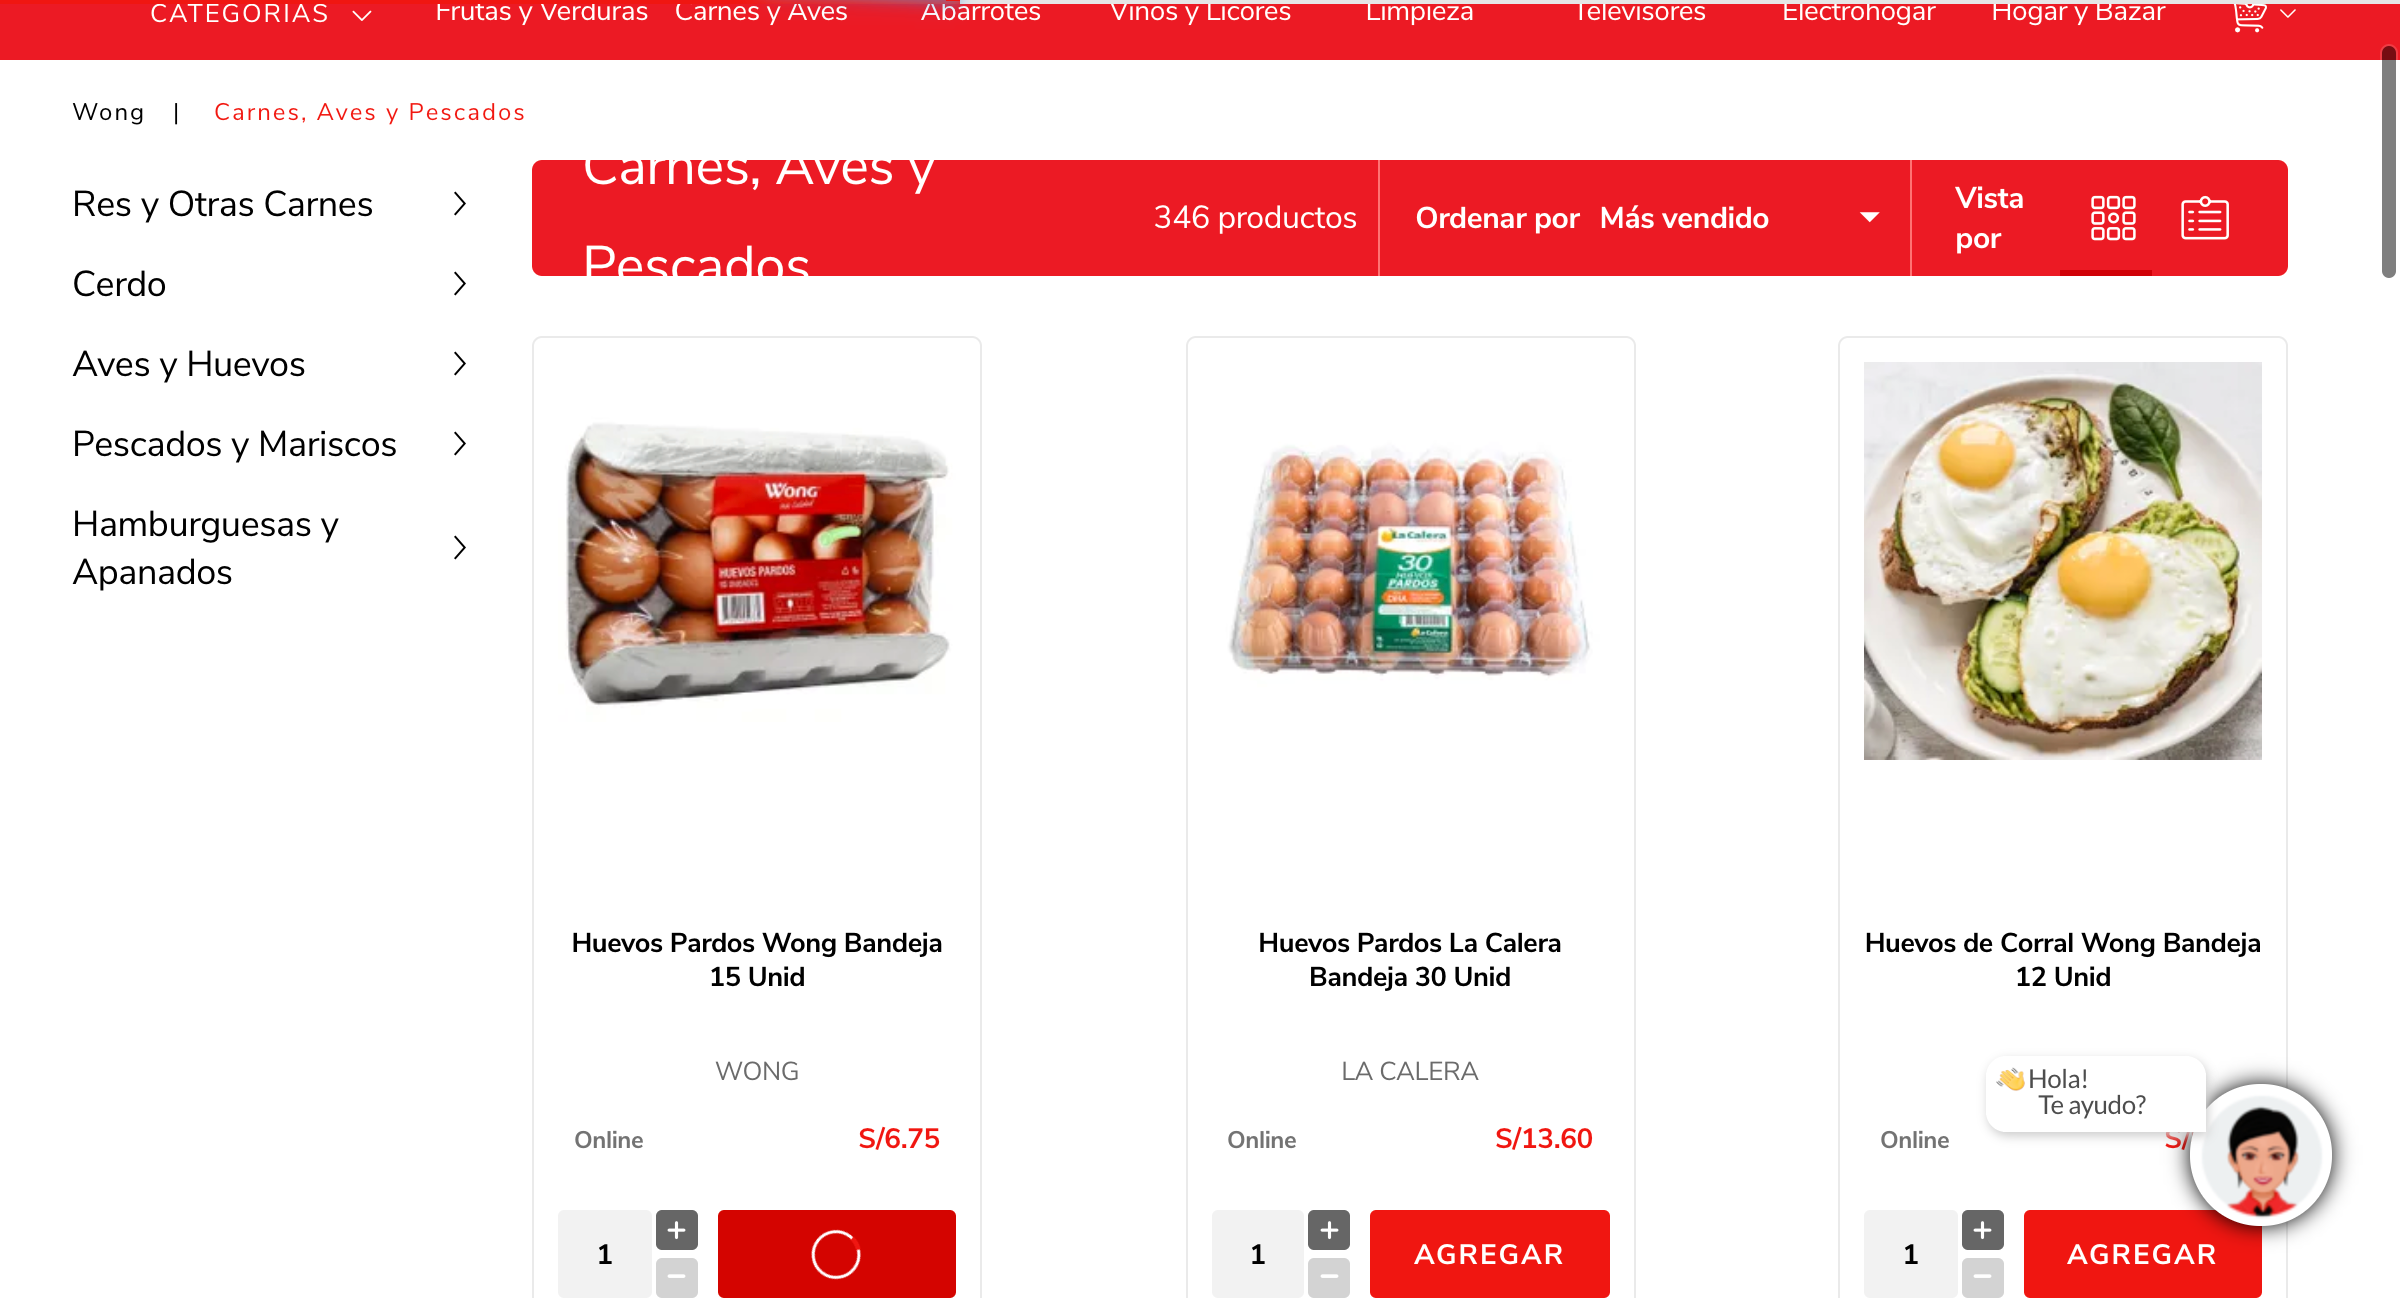 CATEGORÍAS
Frutas y Verduras
Carnes y Aves
Abarrotes
Vinos y Licores
Limpieza
Televisores
Electrohogar
Hogar y Bazar
Wong | Carnes, Aves y Pescados
Res y Otras Carnes
Cerdo
Aves y Huevos
Pescados y Mariscos
Hamburguesas y
Apanados
Carnes, Aves y
Pescados
346 productos
Ordenar por Más vendido
Vista
por
Wong
HUEVOS PARDOS
La Calera
30
HUEVOS
PARDOS
DHA
La Calera
Huevos Pardos Wong Bandeja
15 Unid
WONG
Online S/6.75
1 + −
Huevos Pardos La Calera
Bandeja 30 Unid
LA CALERA
Online S/13.60
1 + −
AGREGAR
Huevos de Corral Wong Bandeja
12 Unid
Online S/
1 + −
AGREGAR
👋Hola!
Te ayudo?